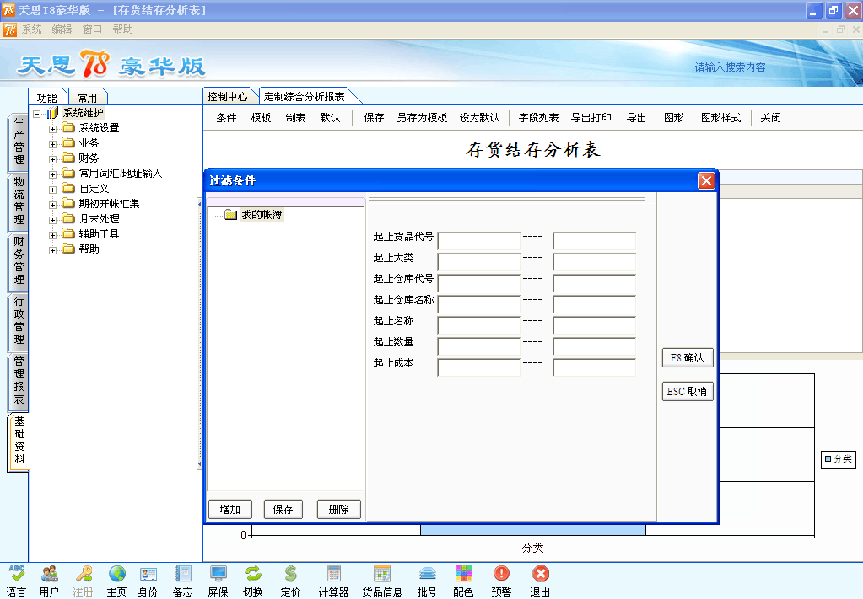 天思T8豪华版 - [存货结存分析表]
系统 编辑 窗口 帮助
天思T8豪华版
请输入搜索内容
功能 常用
控制中心 定制综合分析报表
条件 模板 制表 默认 保存 另存为模板 设为默认 字段列表 导出打印 导出 图形 图形样式 关闭
生产管理
物流管理
财务管理
行政管理
管理报表
基础资料
系统维护
系统设置
业务
财务
常用词汇地址输入
自定义
期初开帐汇集
月末处理
辅助工具
帮助
存货结存分析表
过滤条件
我的账簿
起止货品代号 ----
起止大类 ----
起止仓库代号 ----
起止仓库名称 ----
起止名称 ----
起止数量 ----
起止成本 ----
F8 确认
ESC 取消
增加 保存 删除
分类
0
分类
语言 用户 注册 主页 身份 备忘 屏保 切换 定价 计算器 货品信息 批号 配色 预警 退出